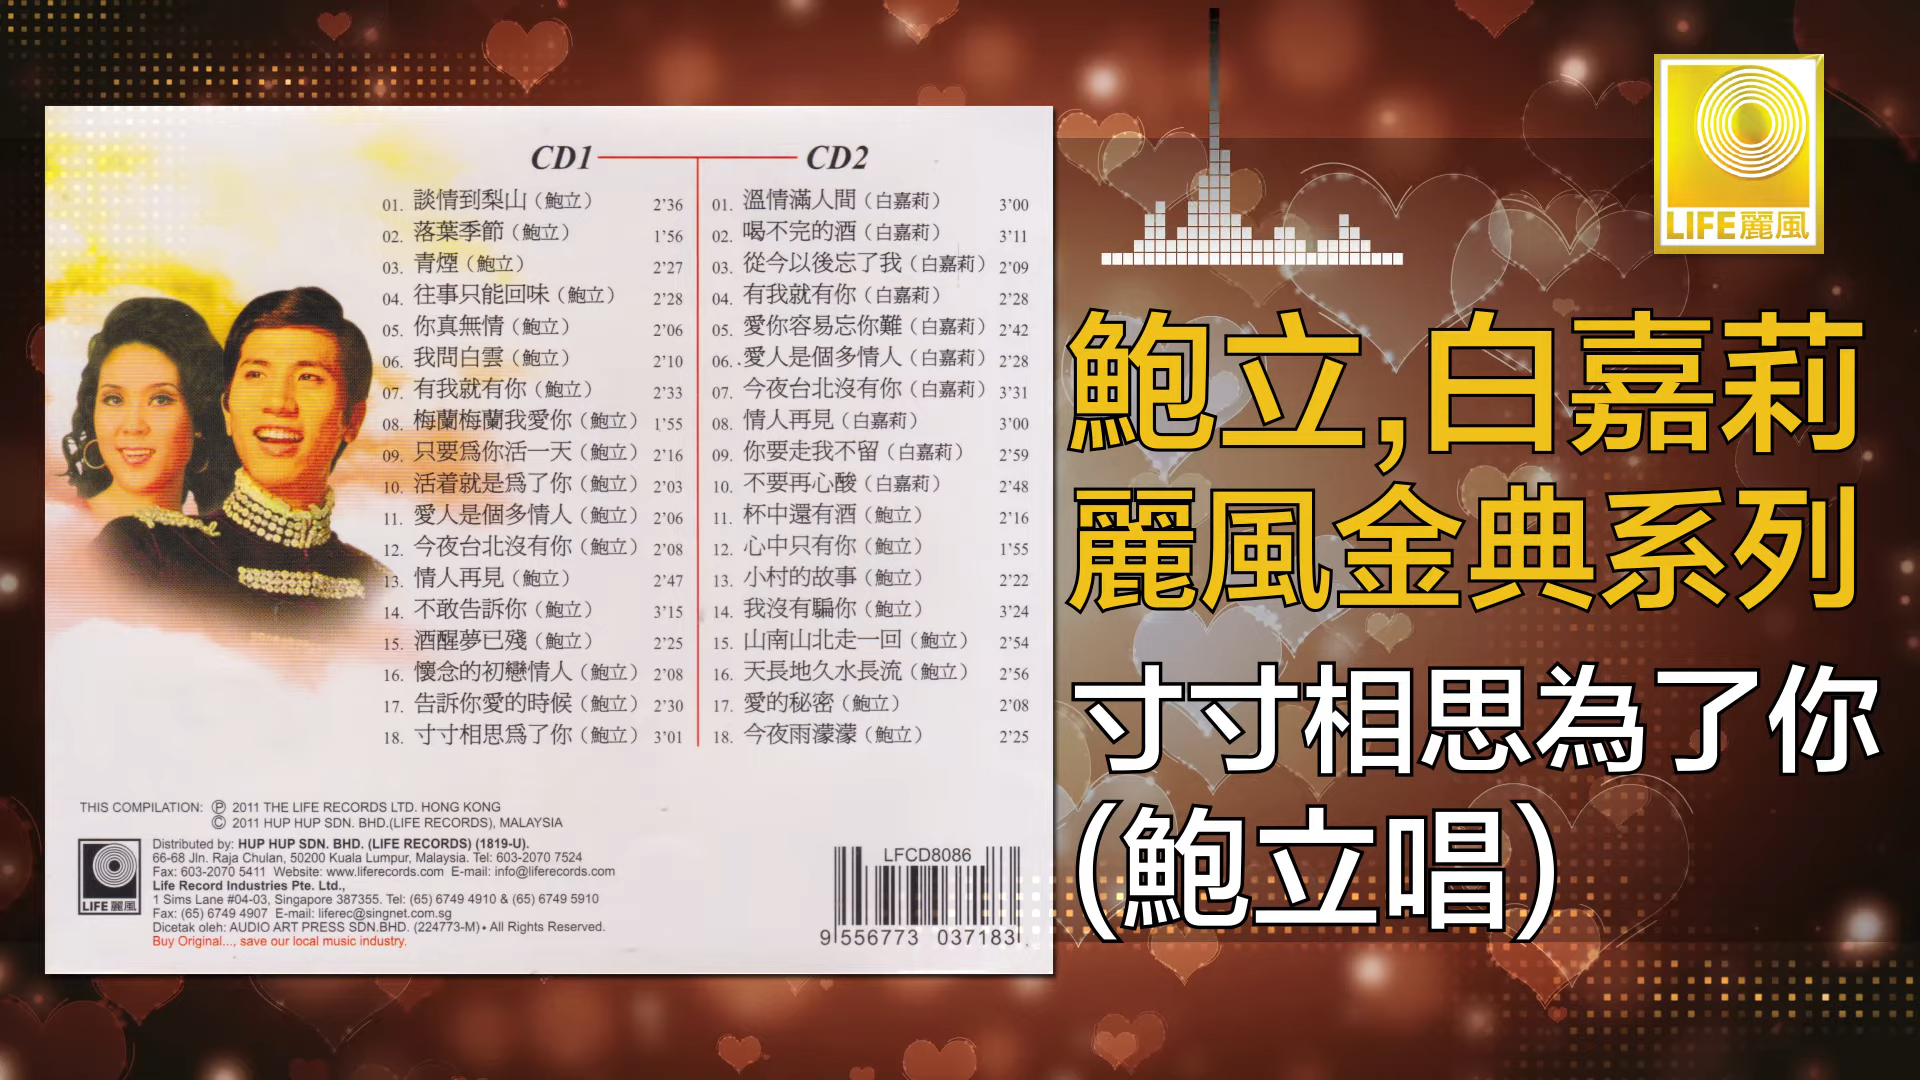 CD1
01. 談情到梨山（鮑立） 2’36
02. 落葉季節（鮑立） 1’56
03. 青煙（鮑立） 2’27
04. 往事只能回味（鮑立） 2’28
05. 你真無情（鮑立） 2’06
06. 我問白雲（鮑立） 2’10
07. 有我就有你（鮑立） 2’33
08. 梅蘭梅蘭我愛你（鮑立） 1’55
09. 只要爲你活一天（鮑立） 2’16
10. 活着就是爲了你（鮑立） 2’03
11. 愛人是個多情人（鮑立） 2’06
12. 今夜台北沒有你（鮑立） 2’08
13. 情人再見（鮑立） 2’47
14. 不敢告訴你（鮑立） 3’15
15. 酒醒夢已殘（鮑立） 2’25
16. 懷念的初戀情人（鮑立） 2’08
17. 告訴你愛的時候（鮑立） 2’30
18. 寸寸相思爲了你（鮑立） 3’01
CD2
01. 溫情滿人間（白嘉莉） 3’00
02. 喝不完的酒（白嘉莉） 3’11
03. 從今以後忘了我（白嘉莉） 2’09
04. 有我就有你（白嘉莉） 2’28
05. 愛你容易忘你難（白嘉莉） 2’42
06. 愛人是個多情人（白嘉莉） 2’28
07. 今夜台北沒有你（白嘉莉） 3’31
08. 情人再見（白嘉莉） 3’00
09. 你要走我不留（白嘉莉） 2’59
10. 不要再心酸（白嘉莉） 2’48
11. 杯中還有酒（鮑立） 2’16
12. 心中只有你（鮑立） 1’55
13. 小村的故事（鮑立） 2’22
14. 我沒有騙你（鮑立） 3’24
15. 山南山北走一回（鮑立） 2’54
16. 天長地久水長流（鮑立） 2’56
17. 愛的秘密（鮑立） 2’08
18. 今夜雨濛濛（鮑立） 2’25
THIS COMPILATION: Ⓟ 2011 THE LIFE RECORDS LTD. HONG KONG
© 2011 HUP HUP SDN. BHD.(LIFE RECORDS), MALAYSIA
LIFE 麗風
Distributed by: HUP HUP SDN. BHD. (LIFE RECORDS) (1819-U).
66-68 Jln. Raja Chulan, 50200 Kuala Lumpur, Malaysia. Tel: 603-2070 7524
Fax: 603-2070 5411 Website: www.liferecords.com E-mail: info@liferecords.com
Life Record Industries Pte. Ltd.,
1 Sims Lane #04-03, Singapore 387355. Tel: (65) 6749 4910 & (65) 6749 5910
Fax: (65) 6749 4907 E-mail: liferec@singnet.com.sg
Dicetak oleh: AUDIO ART PRESS SDN.BHD. (224773-M) • All Rights Reserved.
Buy Original..., save our local music industry.
LFCD8086
9 556773 037183
LIFE麗風
鮑立,白嘉莉
麗風金典系列
寸寸相思為了你
(鮑立唱)